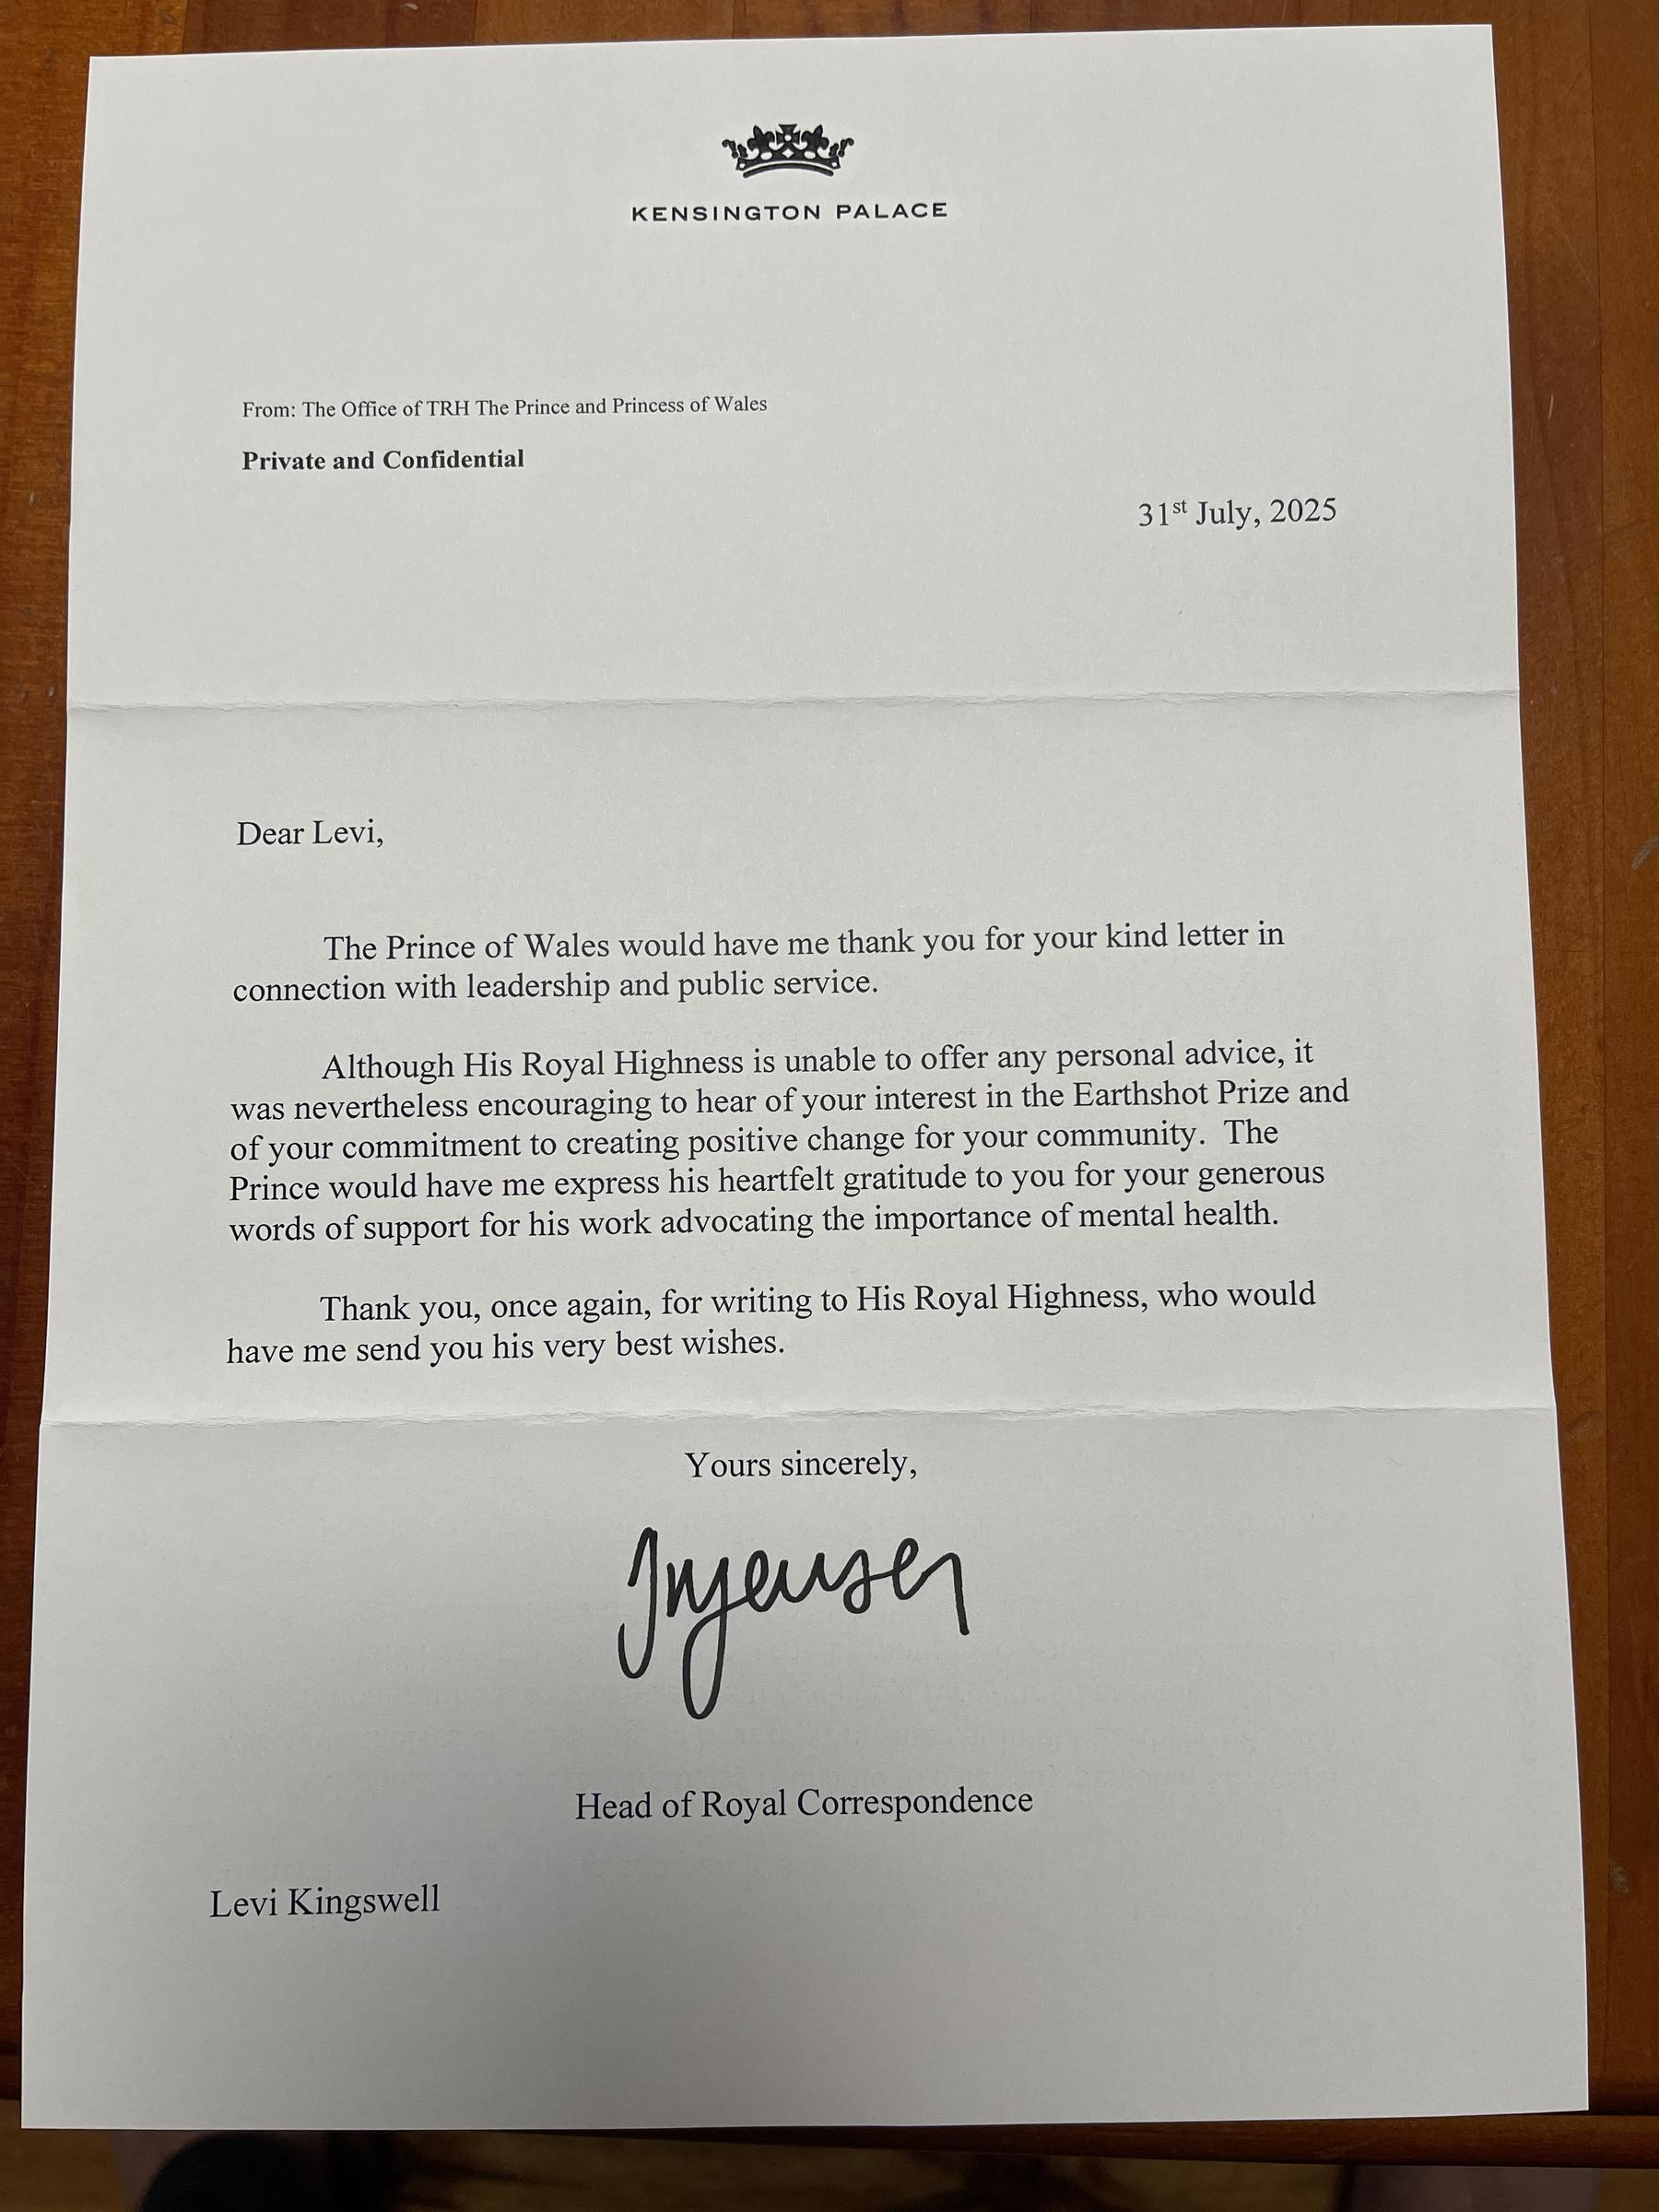 KENSINGTON PALACE
From: The Office of TRH The Prince and Princess of Wales
Private and Confidential
31st July, 2025
Dear Levi,
The Prince of Wales would have me thank you for your kind letter in
connection with leadership and public service.
Although His Royal Highness is unable to offer any personal advice, it
was nevertheless encouraging to hear of your interest in the Earthshot Prize and
of your commitment to creating positive change for your community.  The
Prince would have me express his heartfelt gratitude to you for your generous
words of support for his work advocating the importance of mental health.
Thank you, once again, for writing to His Royal Highness, who would
have me send you his very best wishes.
Yours sincerely,
Head of Royal Correspondence
Levi Kingswell